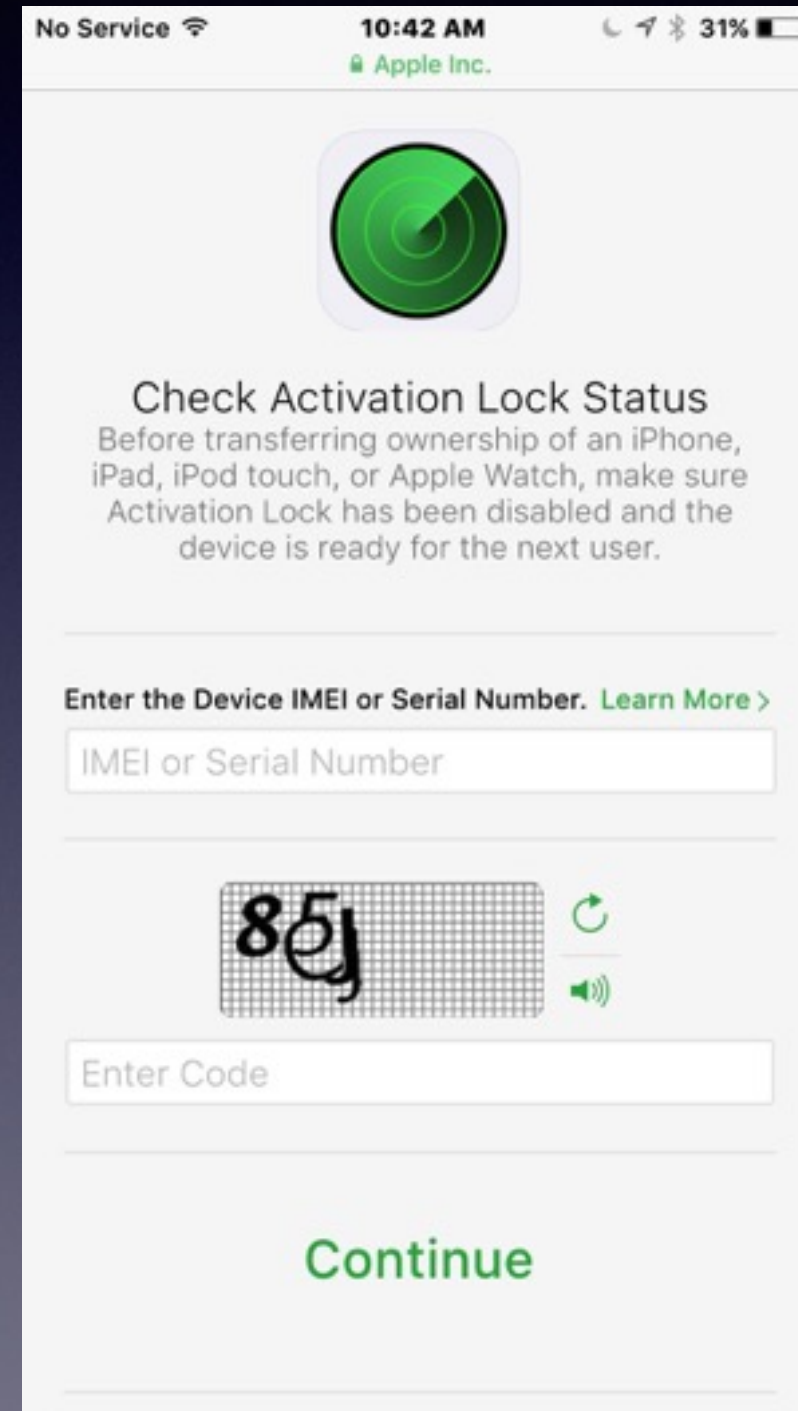 No Service 10:42 AM 31%
Apple Inc.
Check Activation Lock Status
Before transferring ownership of an iPhone,
iPad, iPod touch, or Apple Watch, make sure
Activation Lock has been disabled and the
device is ready for the next user.
Enter the Device IMEI or Serial Number. Learn More >
IMEI or Serial Number
Enter Code
Continue